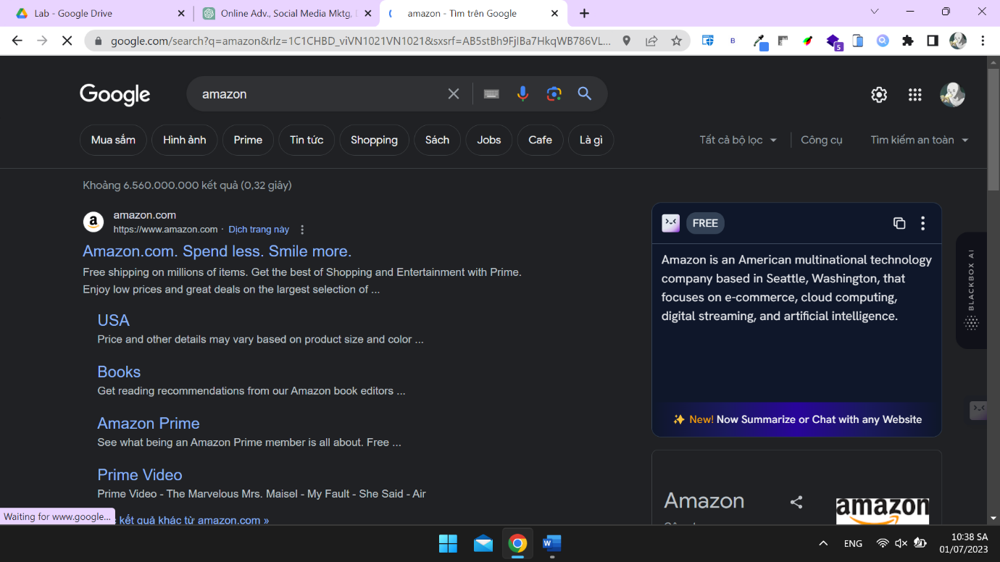 Lab - Google Drive
Online Adv., Social Media Mktg,
amazon - Tìm trên Google
google.com/search?q=amazon&rlz=1C1CHBD_viVN1021VN1021&sxsrf=AB5stBh9FjlBa7HkqWB786VL...
B
5
Google
amazon
Mua sắm
Hình ảnh
Prime
Tin tức
Shopping
Sách
Jobs
Cafe
Là gì
Tất cả bộ lọc
Công cụ
Tìm kiếm an toàn
Khoảng 6.560.000.000 kết quả (0,32 giây)
a
amazon.com
https://www.amazon.com · Dịch trang này
Amazon.com. Spend less. Smile more.
Free shipping on millions of items. Get the best of Shopping and Entertainment with Prime.
Enjoy low prices and great deals on the largest selection of ...
USA
Price and other details may vary based on product size and color ...
Books
Get reading recommendations from our Amazon book editors ...
Amazon Prime
See what being an Amazon Prime member is all about. Free ...
Prime Video
Prime Video - The Marvelous Mrs. Maisel - My Fault - She Said - Air
kết quả khác từ amazon.com »
FREE
Amazon is an American multinational technology
company based in Seattle, Washington, that
focuses on e-commerce, cloud computing,
digital streaming, and artificial intelligence.
✨ New! Now Summarize or Chat with any Website
BLACKBOX AI
Amazon
amazon
Waiting for www.google...
W
ENG
10:38 SA
01/07/2023